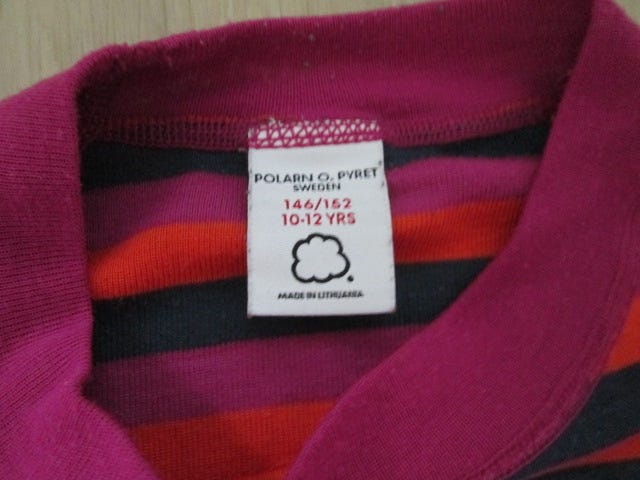 POLARN O. PYRET
SWEDEN
146/152
10-12 YRS
MADE IN LITHUANIA